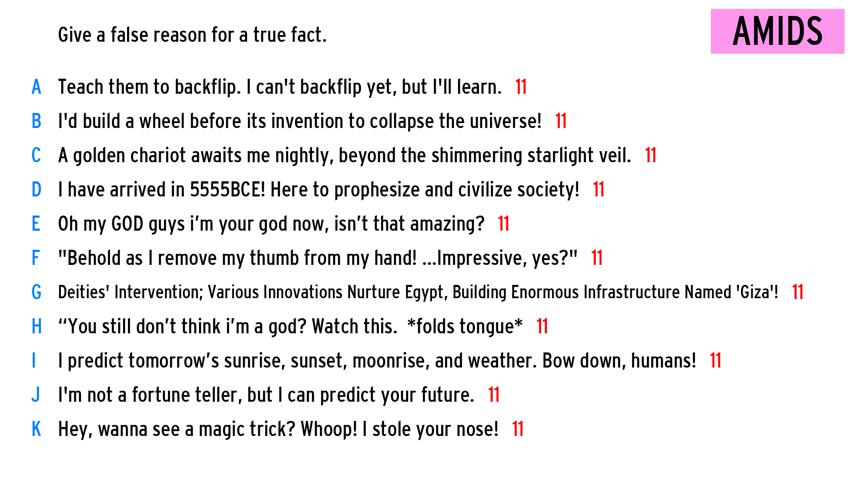 Give a false reason for a true fact.
AMIDS
A Teach them to backflip. I can't backflip yet, but I'll learn. 11
B I'd build a wheel before its invention to collapse the universe! 11
C A golden chariot awaits me nightly, beyond the shimmering starlight veil. 11
D I have arrived in 5555BCE! Here to prophesize and civilize society! 11
E Oh my GOD guys i’m your god now, isn’t that amazing? 11
F "Behold as I remove my thumb from my hand! ...Impressive, yes?" 11
G Deities' Intervention; Various Innovations Nurture Egypt, Building Enormous Infrastructure Named 'Giza'! 11
H “You still don’t think i’m a god? Watch this.  *folds tongue* 11
I I predict tomorrow’s sunrise, sunset, moonrise, and weather. Bow down, humans! 11
J I'm not a fortune teller, but I can predict your future. 11
K Hey, wanna see a magic trick? Whoop! I stole your nose! 11